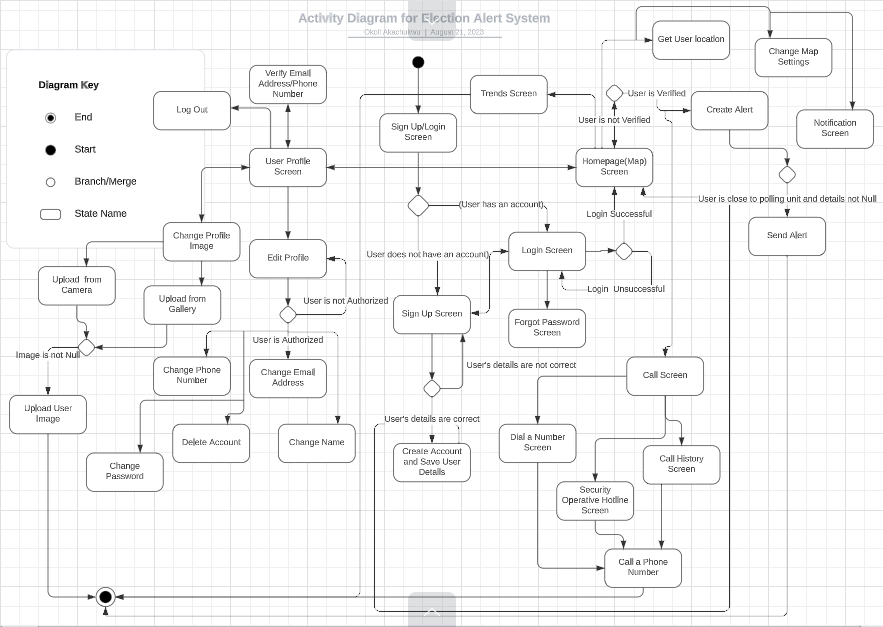 Activity Diagram for Election Alert System
Okoli Akachukwu | August 21, 2023
Diagram Key
End
Start
Branch/Merge
State Name
Verify Email
Address/Phone
Number
Log Out
User Profile
Screen
Change Profile
Image
Upload from
Camera
Upload from
Gallery
Image is not Null
Upload User
Image
Edit Profile
User is not Authorized
User is Authorized
Change Phone
Number
Change Email
Address
Change
Password
Delete Account
Change Name
Sign Up/Login
Screen
(User has an account)
User does not have an account)
Login Screen
Login Successful
Login Unsuccessful
Forgot Password
Screen
Sign Up Screen
User's details are not correct
User's details are correct
Create Account
and Save User
Details
Trends Screen
Homepage(Map)
Screen
User is not Verified
User is Verified
Get User location
Change Map
Settings
Notification
Screen
Create Alert
User is close to polling unit and details not Null
Send Alert
Call Screen
Dial a Number
Screen
Security
Operative Hotline
Screen
Call History
Screen
Call a Phone
Number